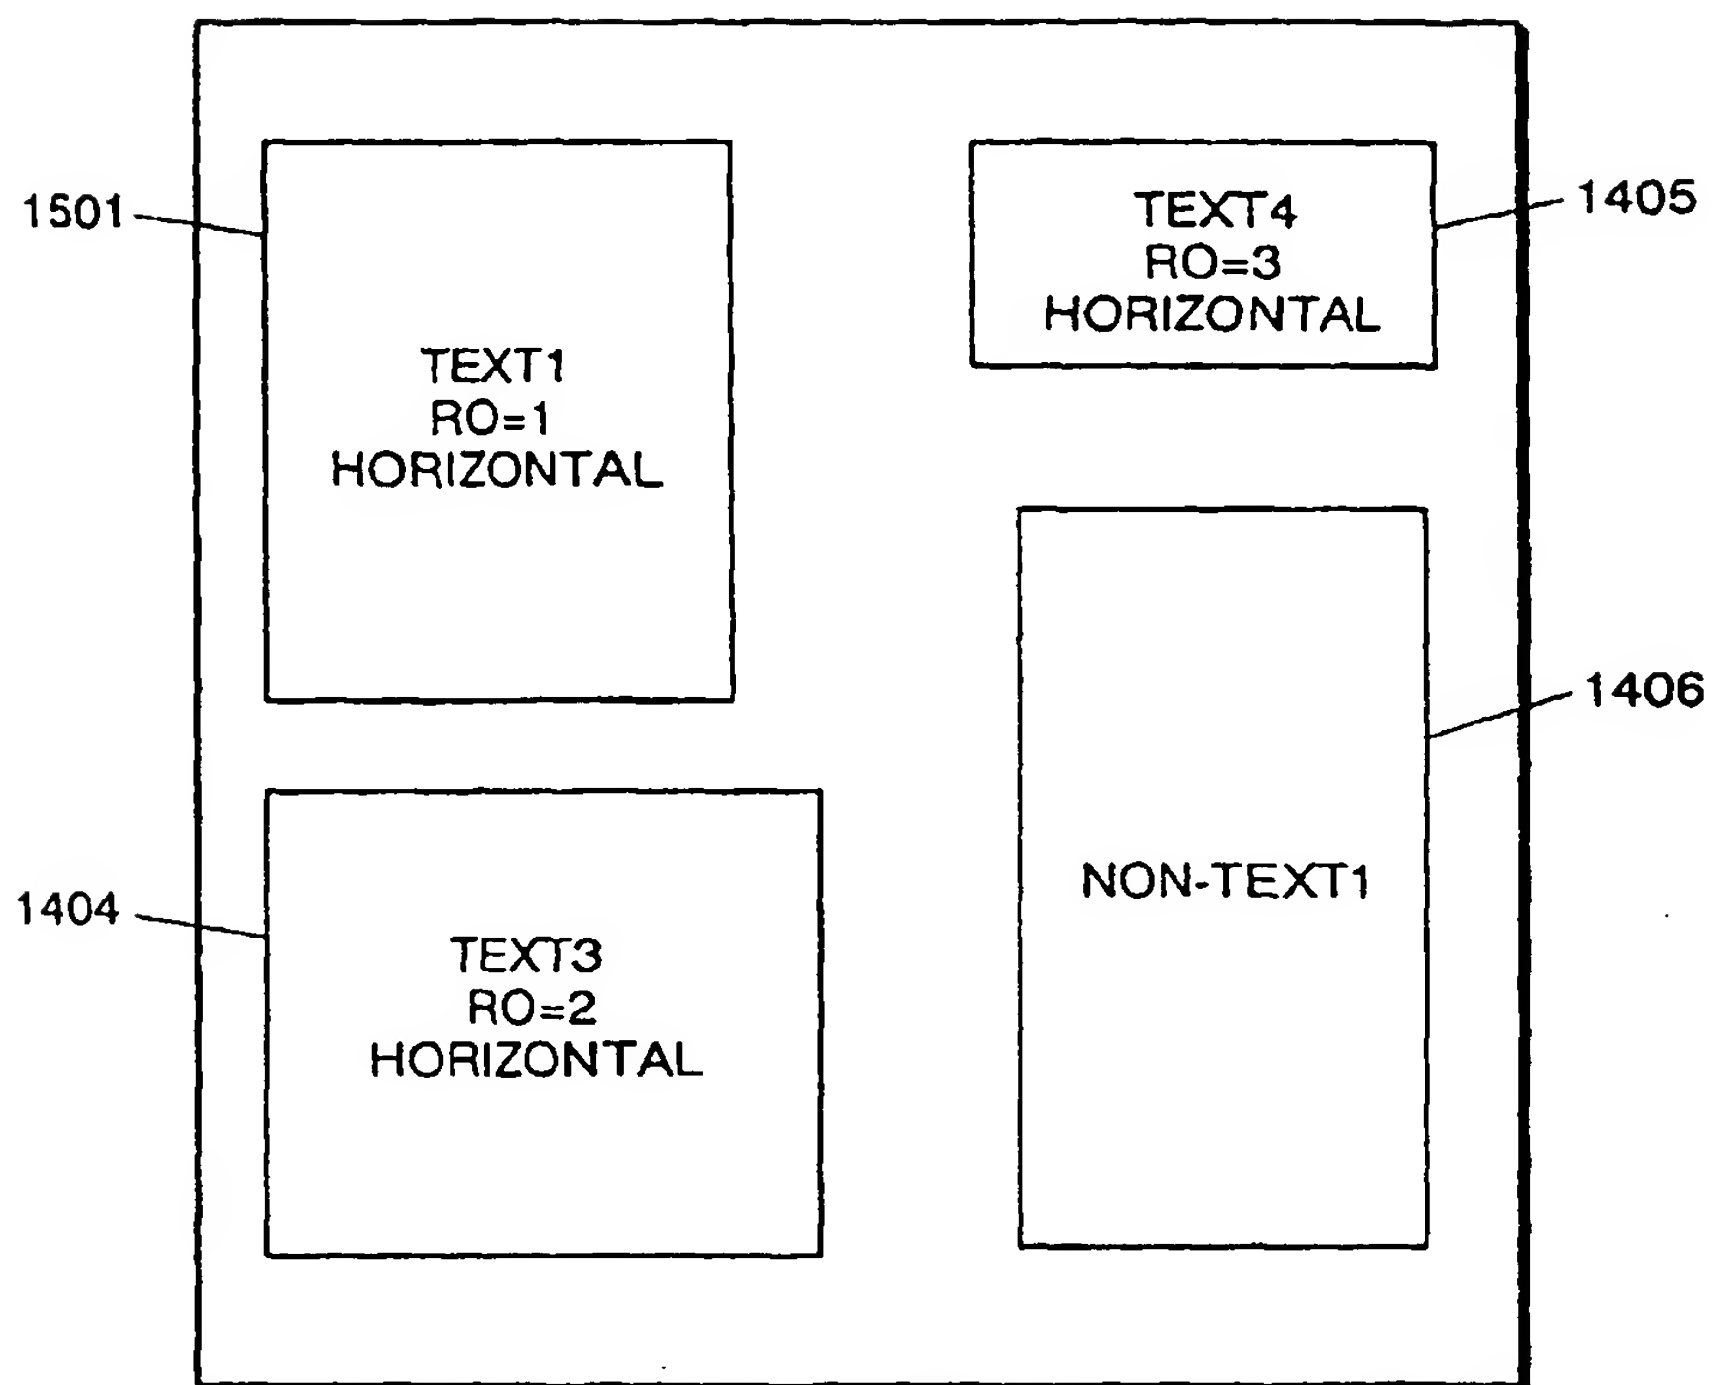 1501
TEXT1
RO=1
HORIZONTAL
1404
TEXT3
RO=2
HORIZONTAL
TEXT4
RO=3
HORIZONTAL
1405
NON-TEXT1
1406